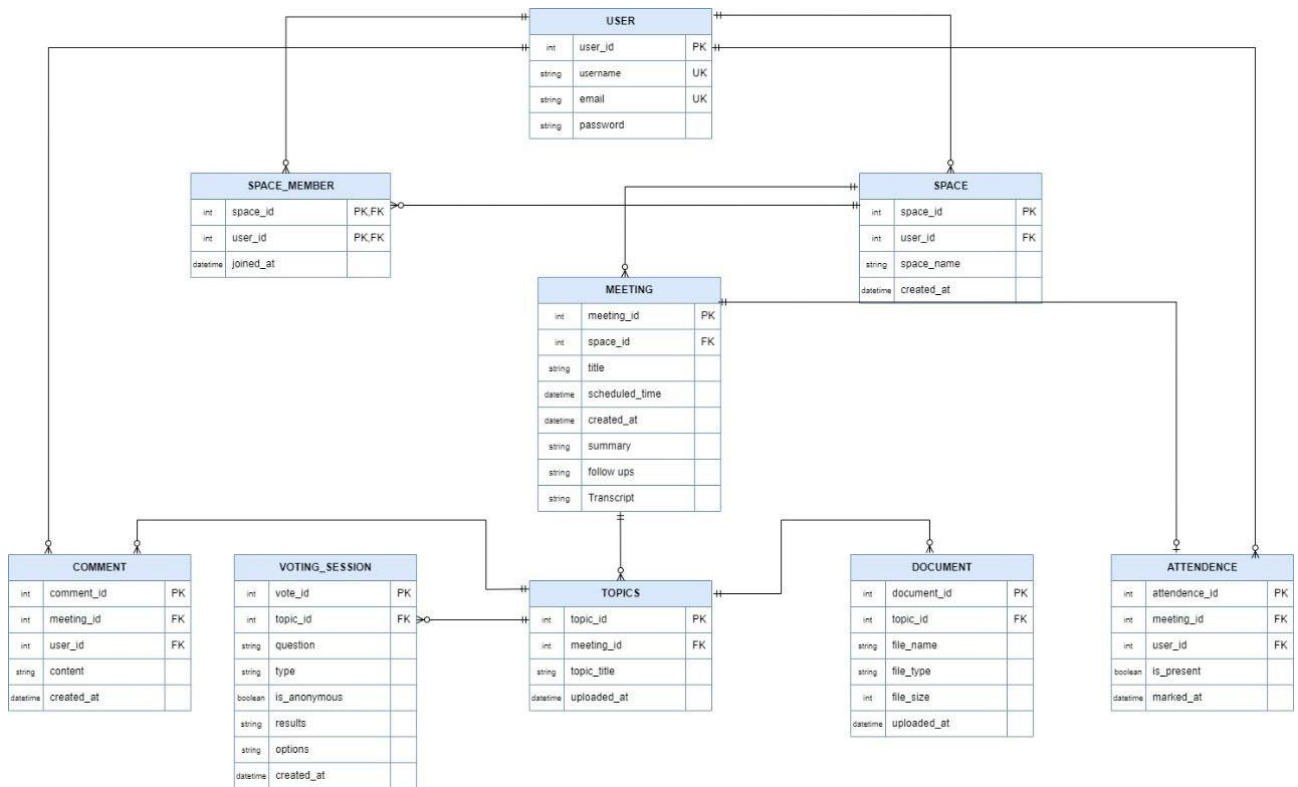 USER
int user_id PK
string username UK
string email UK
string password
SPACE_MEMBER
int space_id PK,FK
int user_id PK,FK
datetime joined_at
SPACE
int space_id PK
int user_id FK
string space_name
datetime created_at
MEETING
int meeting_id PK
int space_id FK
string title
datetime scheduled_time
datetime created_at
string summary
string follow ups
string Transcript
COMMENT
int comment_id PK
int meeting_id FK
int user_id FK
string content
datetime created_at
VOTING_SESSION
int vote_id PK
int topic_id FK
string question
string type
boolean is_anonymous
string results
string options
datetime created_at
TOPICS
int topic_id PK
int meeting_id FK
string topic_title
datetime uploaded_at
DOCUMENT
int document_id PK
int topic_id FK
string file_name
string file_type
int file_size
datetime uploaded_at
ATTENDENCE
int attendence_id PK
int meeting_id FK
int user_id FK
boolean is_present
datetime marked_at